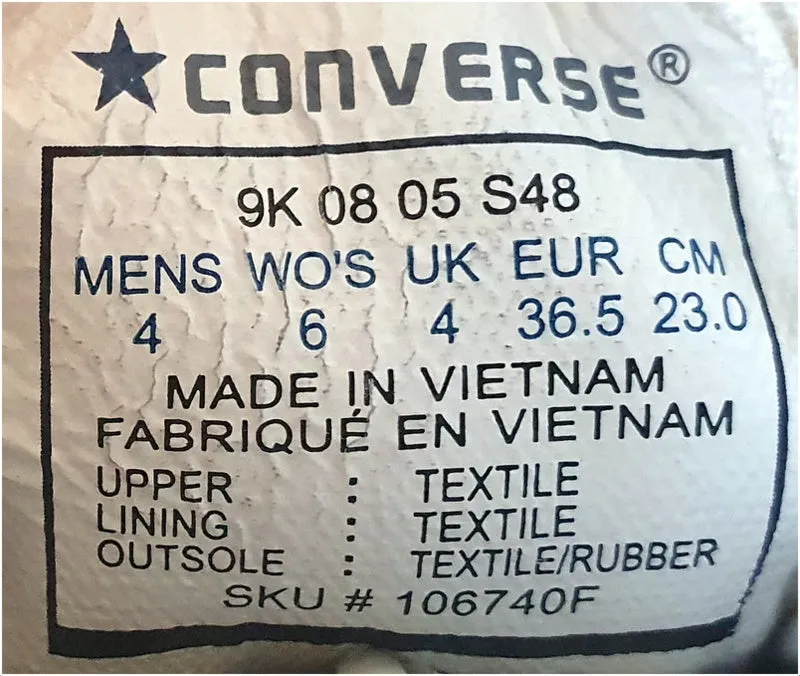 CONVERSE®
9K 08 05 S48
MENS WO'S UK EUR CM
4 6 4 36.5 23.0
MADE IN VIETNAM
FABRIQUÉ EN VIETNAM
UPPER : TEXTILE
LINING : TEXTILE
OUTSOLE : TEXTILE/RUBBER
SKU # 106740F